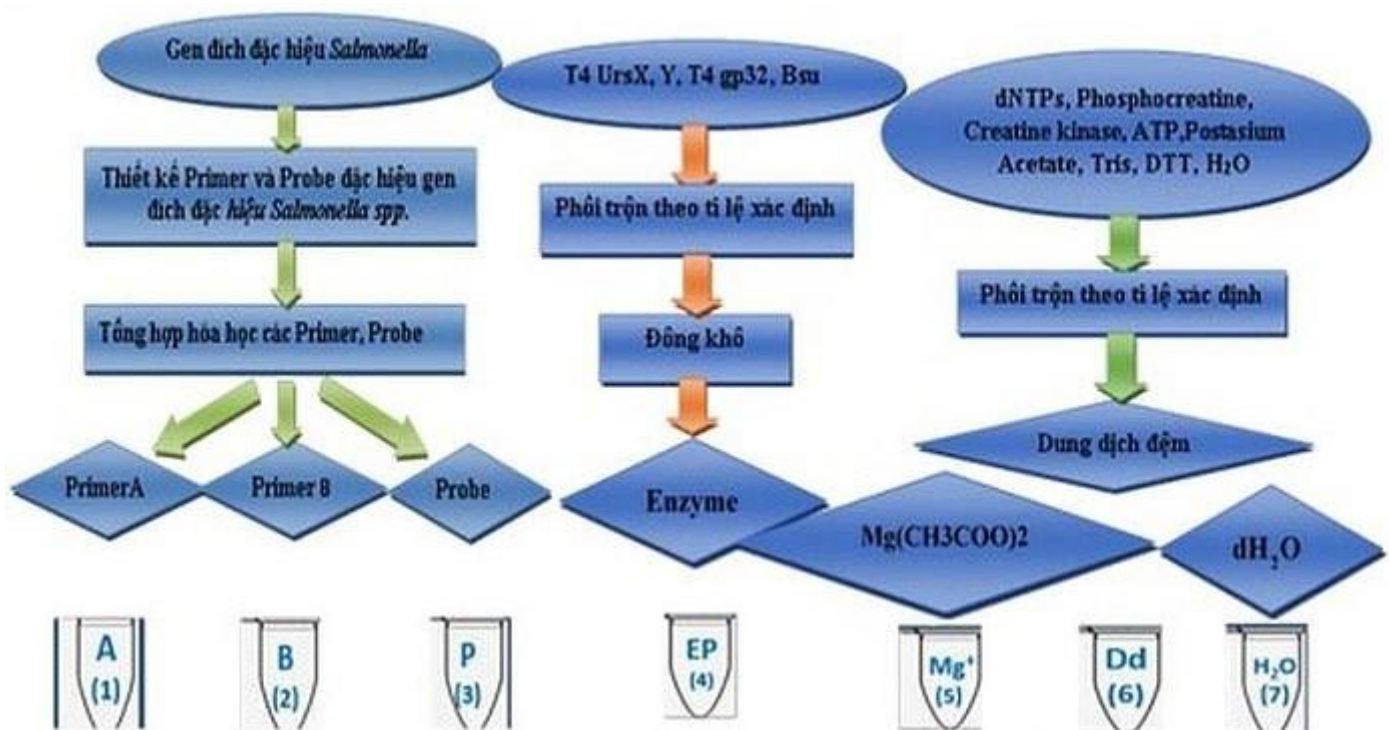 Gen đích đặc hiệu Salmonella
Thiết kế Primer và Probe đặc hiệu gen
đích đặc hiệu Salmonella spp.
Tổng hợp hóa học các Primer, Probe
PrimerA
Primer B
Probe
T4 UrsX, Y, T4 gp32, Bsu
Phối trộn theo tỉ lệ xác định
Đông khô
Enzyme
dNTPs, Phosphocreatine,
Creatine kinase, ATP,Postasium
Acetate, Tris, DTT, H₂O
Phối trộn theo tỉ lệ xác định
Dung dịch đệm
Mg(CH3COO)2
dH₂O
A
(1)
B
(2)
P
(3)
EP
(4)
Mg⁺
(5)
Dd
(6)
H₂O
(7)